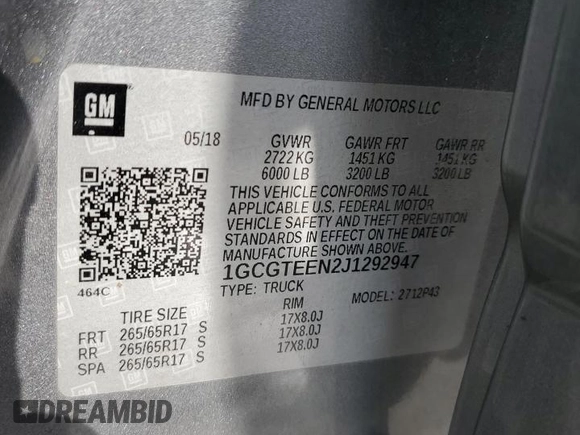 GM
MFD BY GENERAL MOTORS LLC
05/18 GVWR GAWR FRT GAWR RR
2722 KG 1451 KG 1451 KG
6000 LB 3200 LB 3200 LB
THIS VEHICLE CONFORMS TO ALL
APPLICABLE U.S. FEDERAL MOTOR
VEHICLE SAFETY AND THEFT PREVENTION
STANDARDS IN EFFECT ON THE DATE OF
MANUFACTURE SHOWN ABOVE.
1GCGTEEN2J1292947
464C
TYPE: TRUCK MODEL: 2712P43
TIRE SIZE RIM
FRT 265/65R17 S 17X8.0J
RR 265/65R17 S 17X8.0J
SPA 265/65R17 S 17X8.0J
DREAMBID